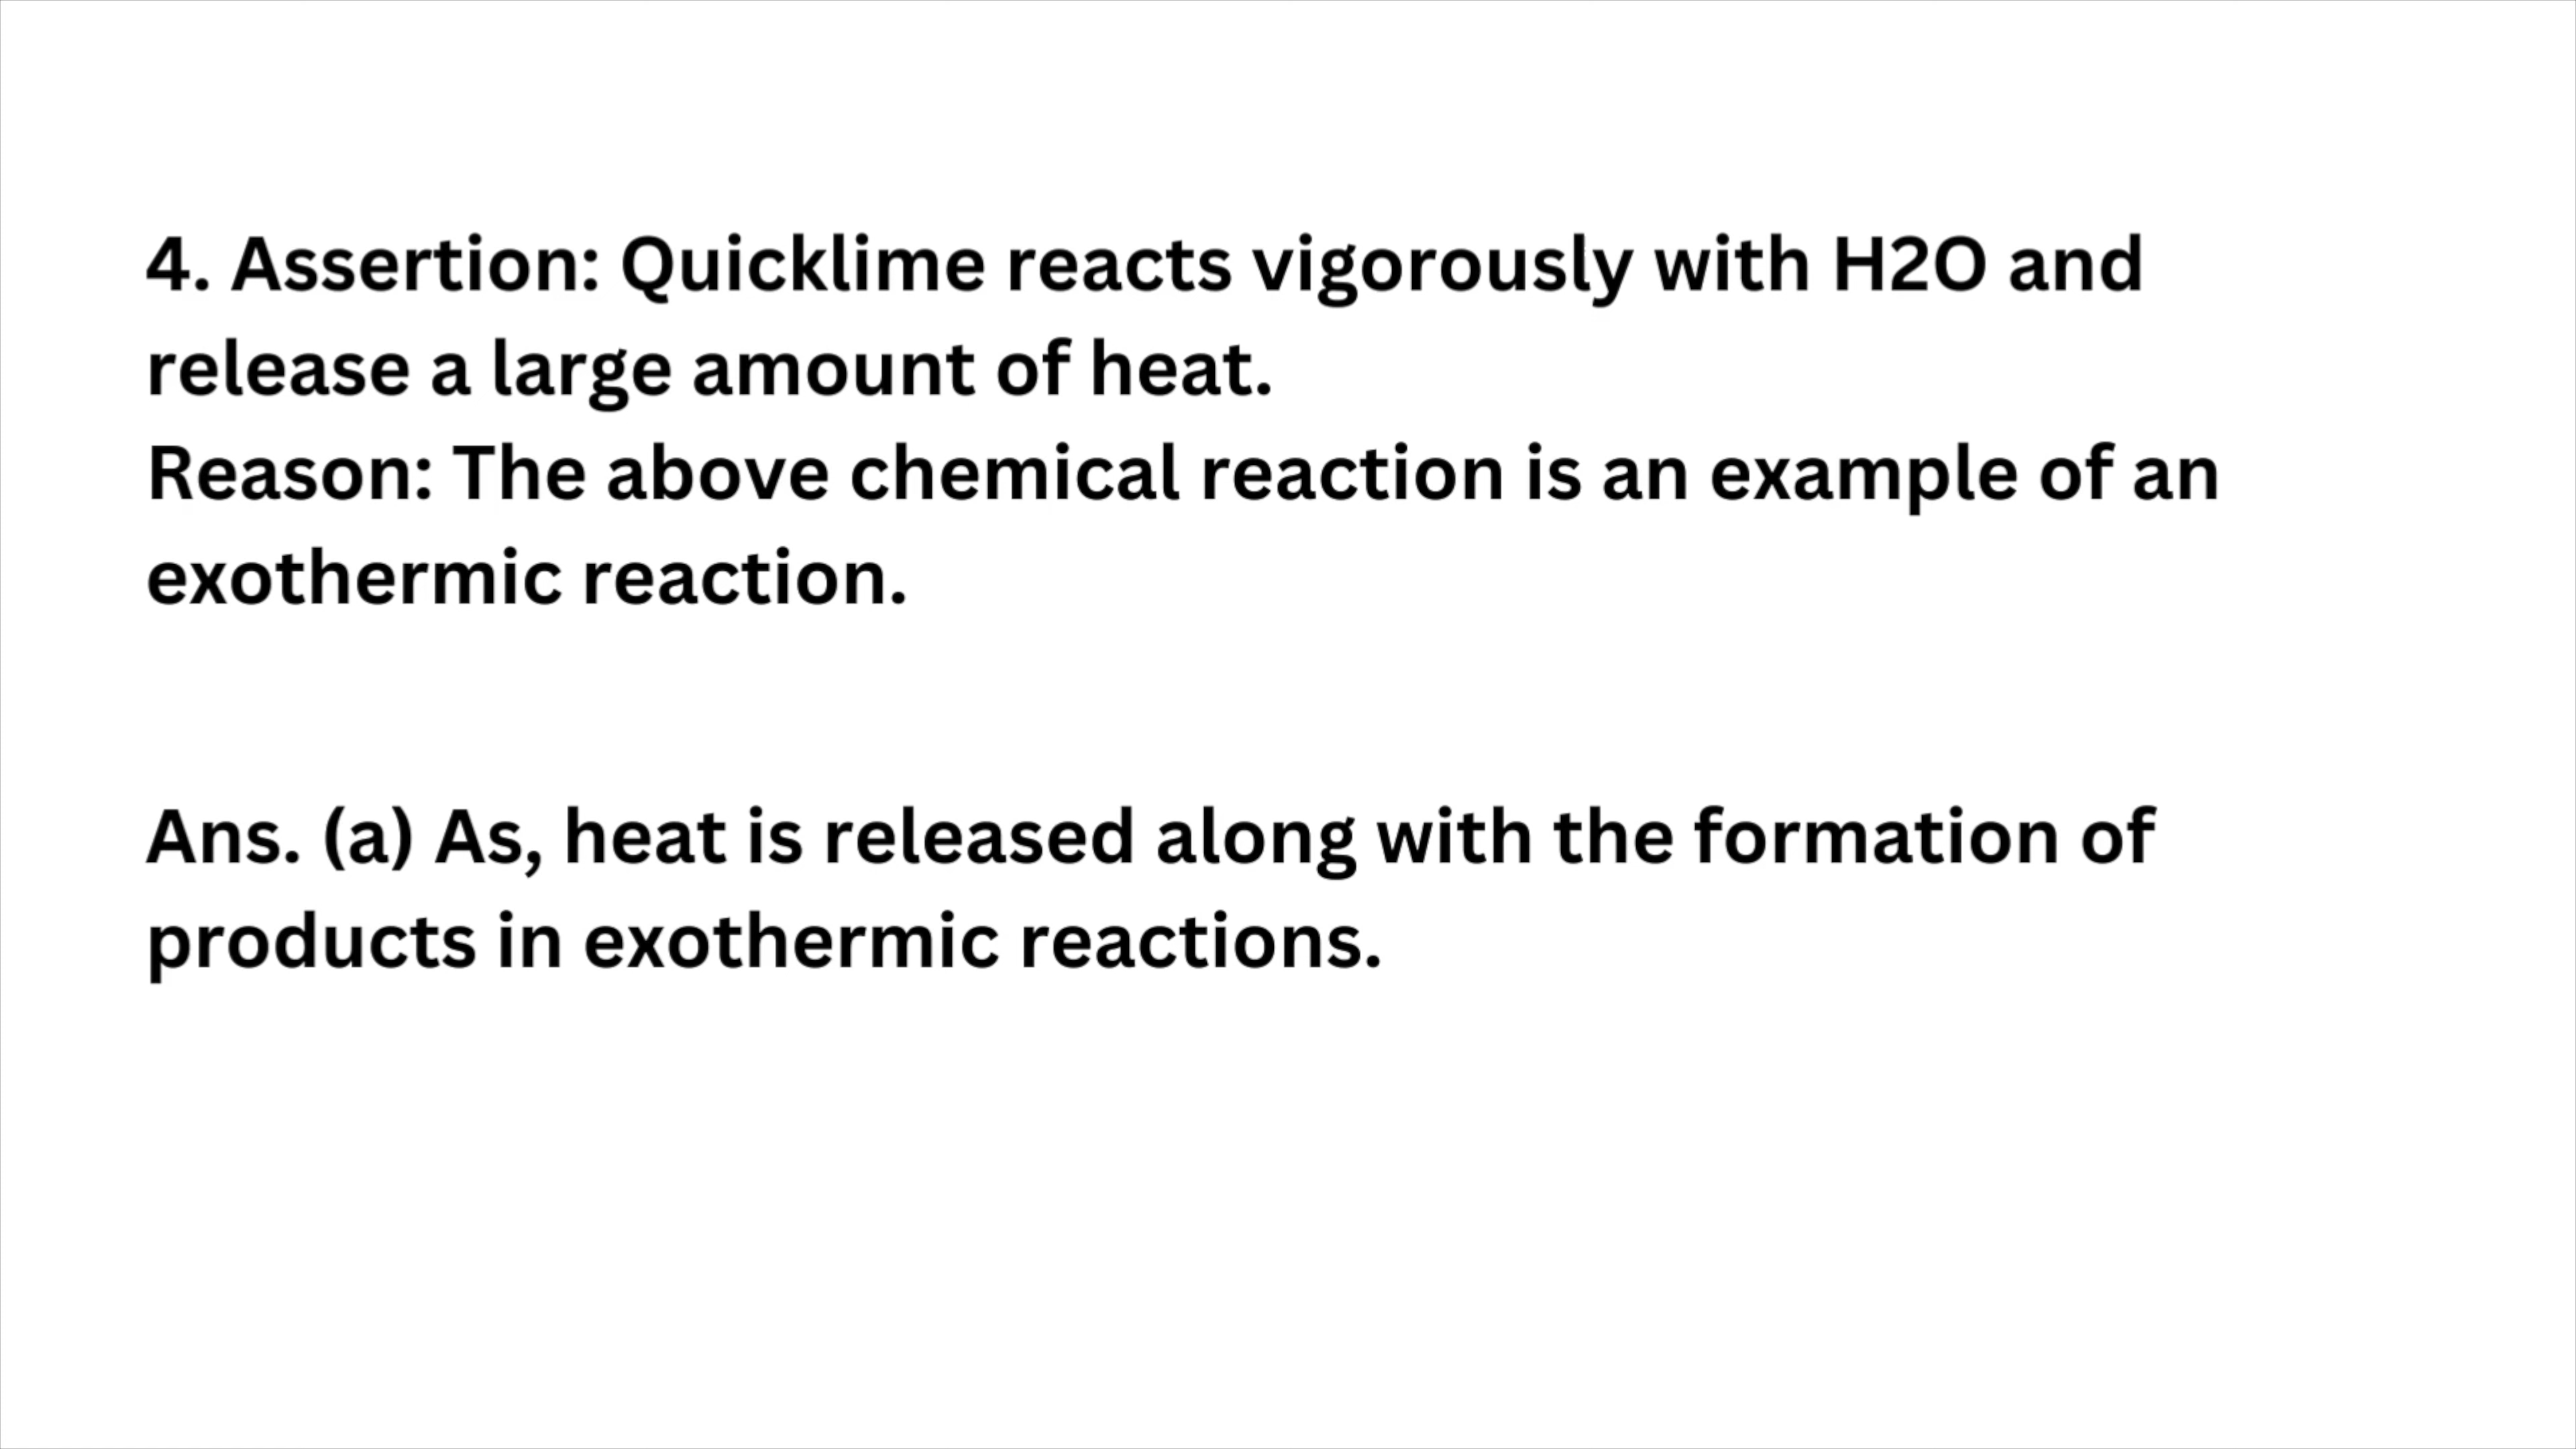 4. Assertion: Quicklime reacts vigorously with H2O and
release a large amount of heat.
Reason: The above chemical reaction is an example of an
exothermic reaction.
Ans. (a) As, heat is released along with the formation of
products in exothermic reactions.